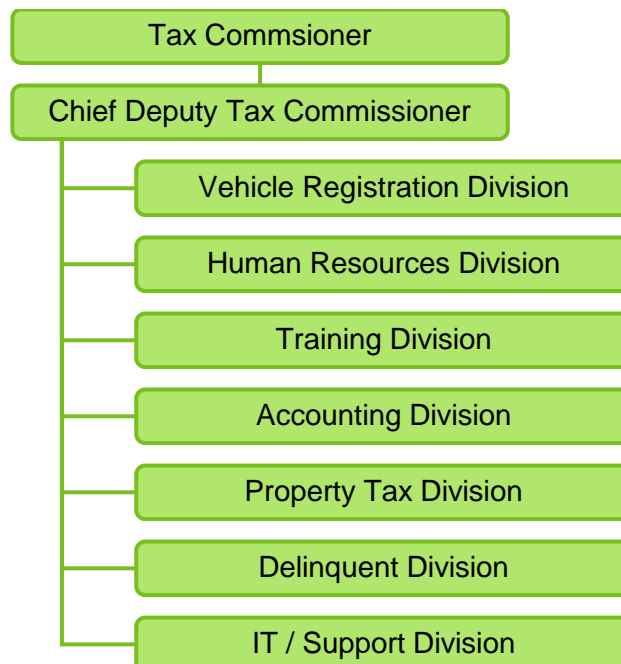 Tax Commsioner
Chief Deputy Tax Commissioner
Vehicle Registration Division
Human Resources Division
Training Division
Accounting Division
Property Tax Division
Delinquent Division
IT / Support Division